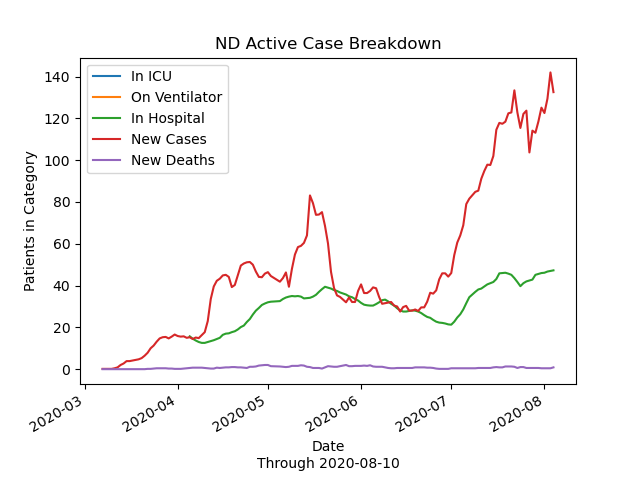 ND Active Case Breakdown
In ICU
On Ventilator
In Hospital
New Cases
New Deaths
Patients in Category
140
120
100
80
60
40
20
0
2020-03
2020-04
2020-05
2020-06
2020-07
2020-08
Date
Through 2020-08-10